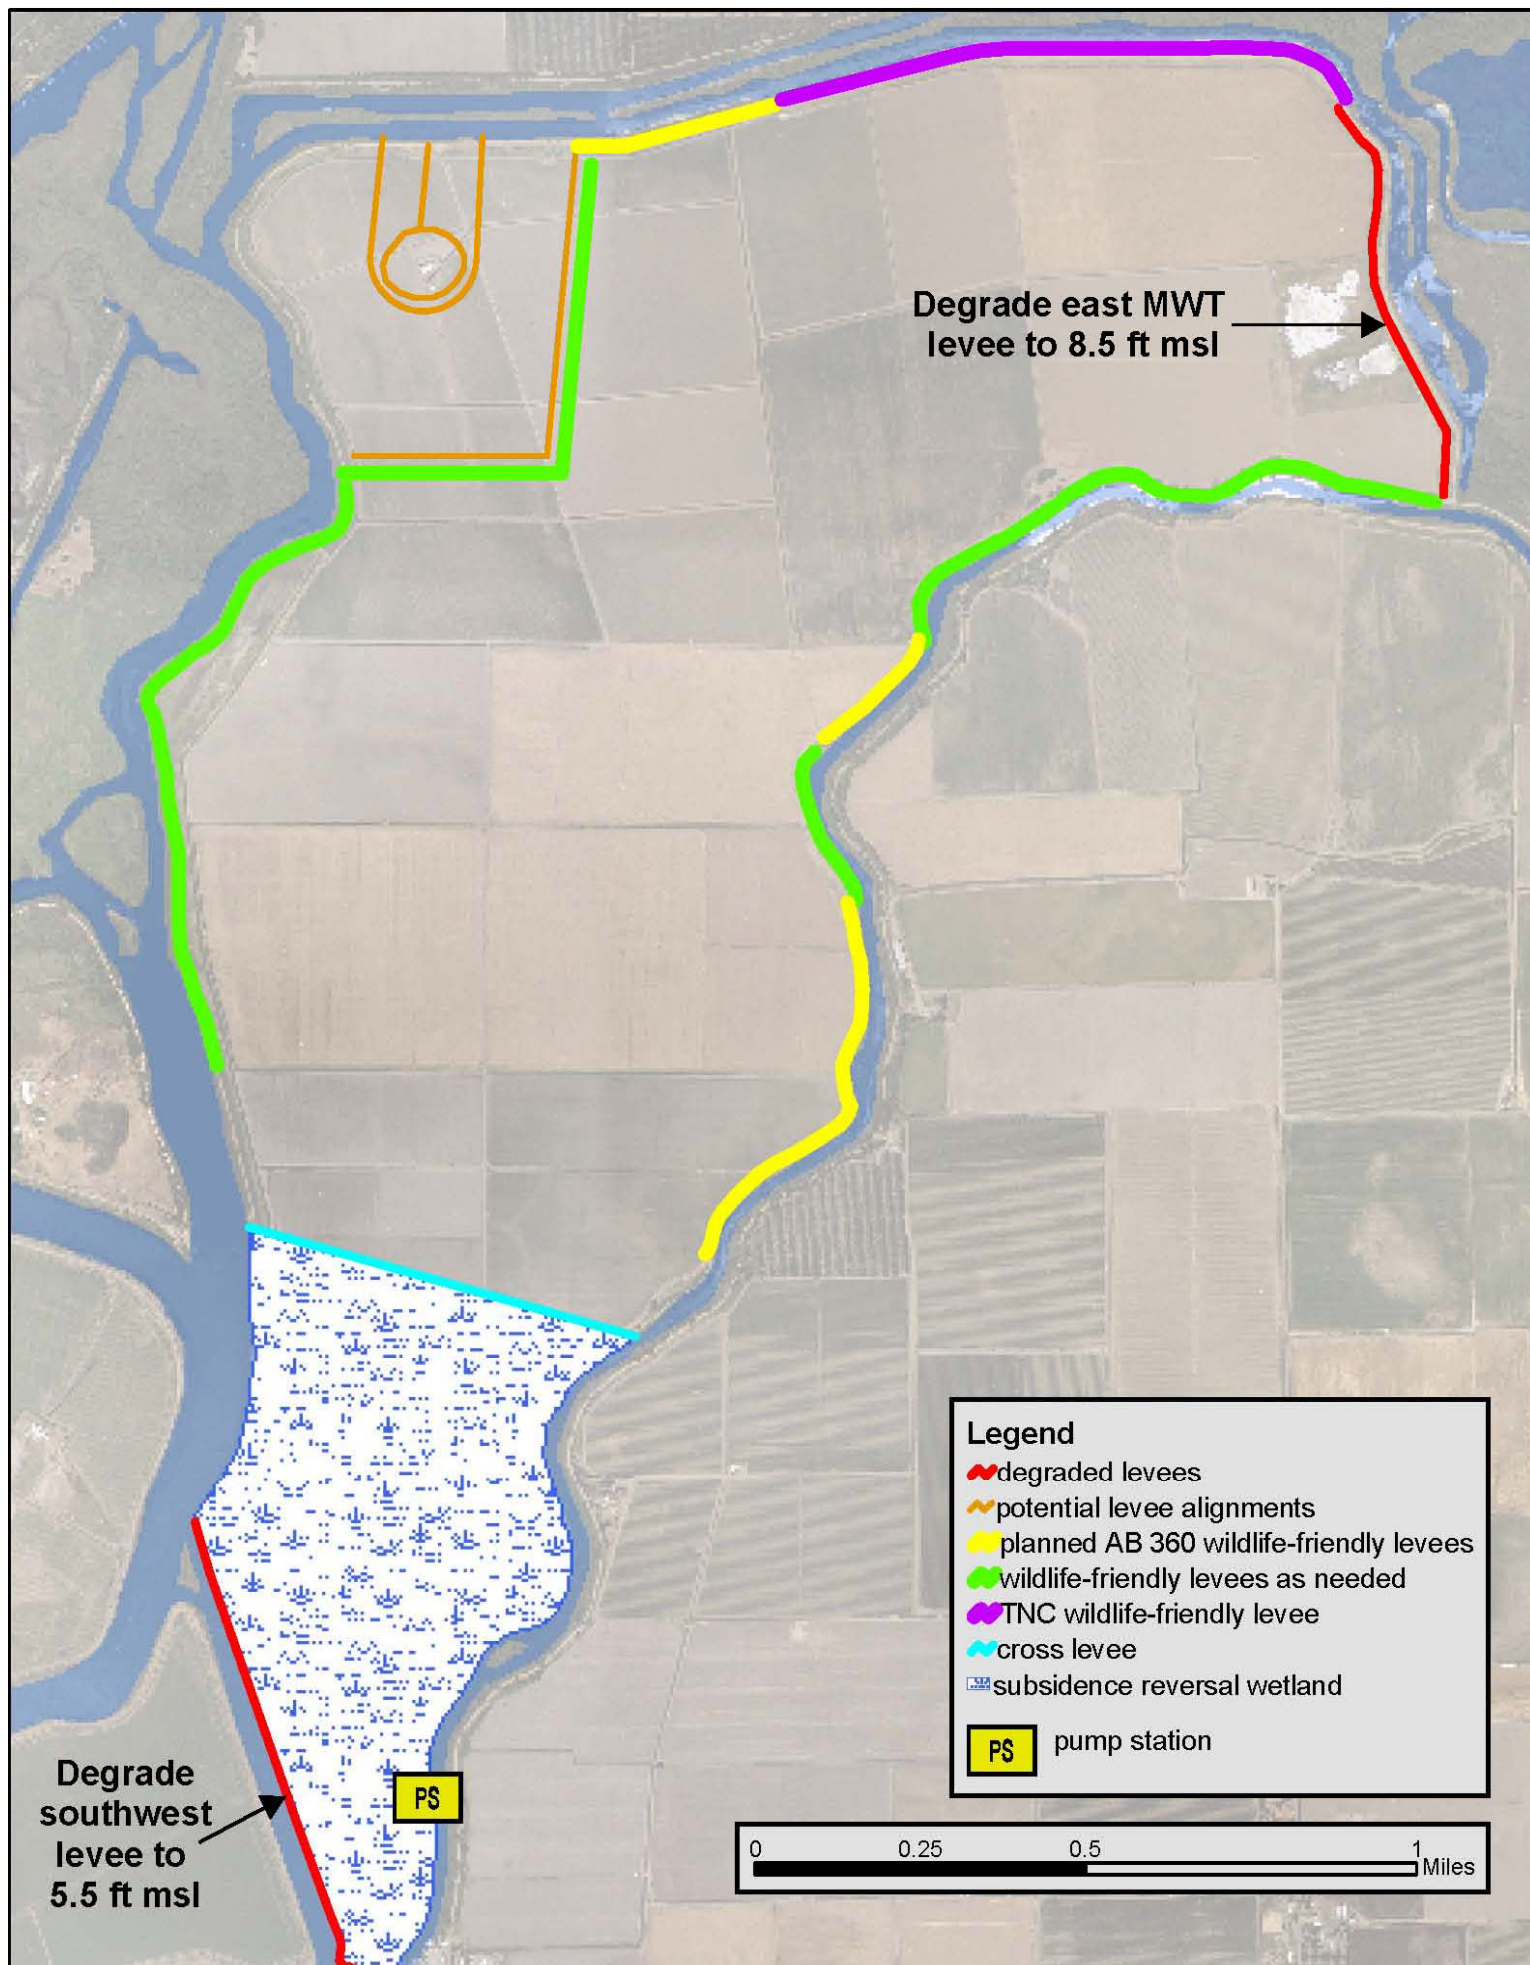 Degrade east MWT
levee to 8.5 ft msl
Legend
degraded levees
potential levee alignments
planned AB 360 wildlife-friendly levees
wildlife-friendly levees as needed
TNC wildlife-friendly levee
cross levee
subsidence reversal wetland
PS pump station
Degrade
southwest
levee to
5.5 ft msl
PS
0 0.25 0.5 1
Miles